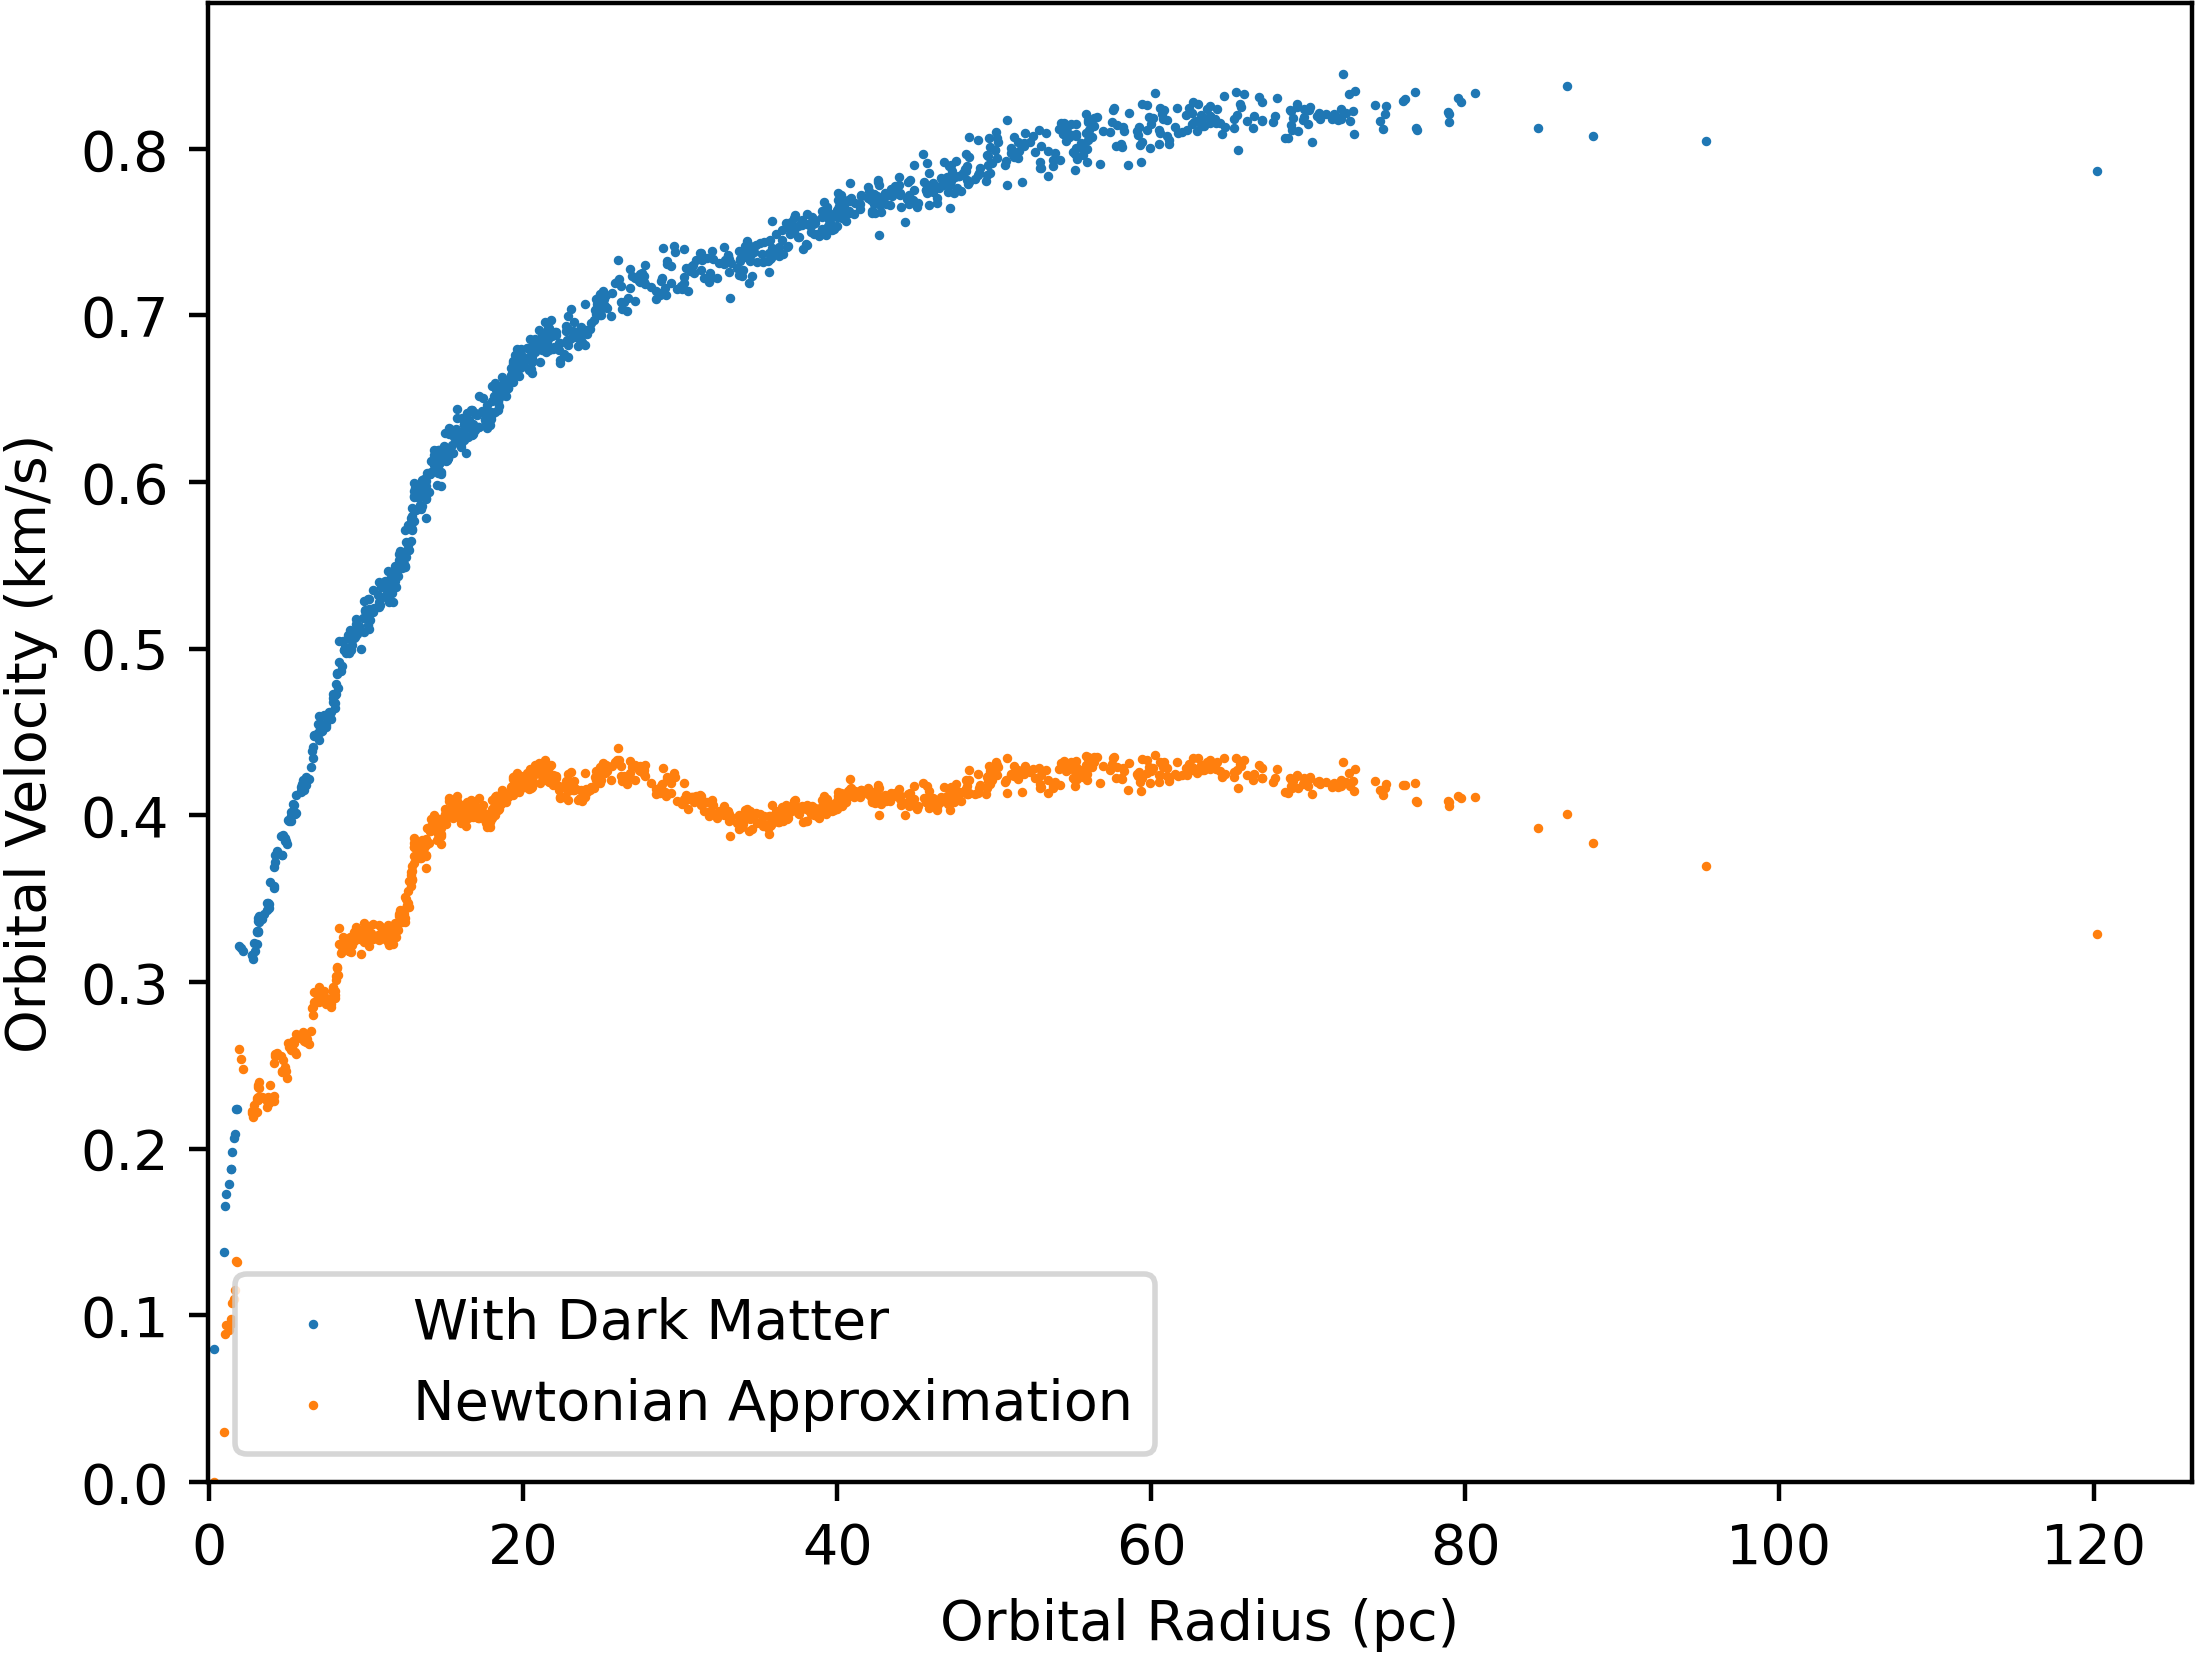 Orbital Velocity (km/s)
0.8
0.7
0.6
0.5
0.4
0.3
0.2
0.1
0.0
With Dark Matter
Newtonian Approximation
0 20 40 60 80 100 120
Orbital Radius (pc)